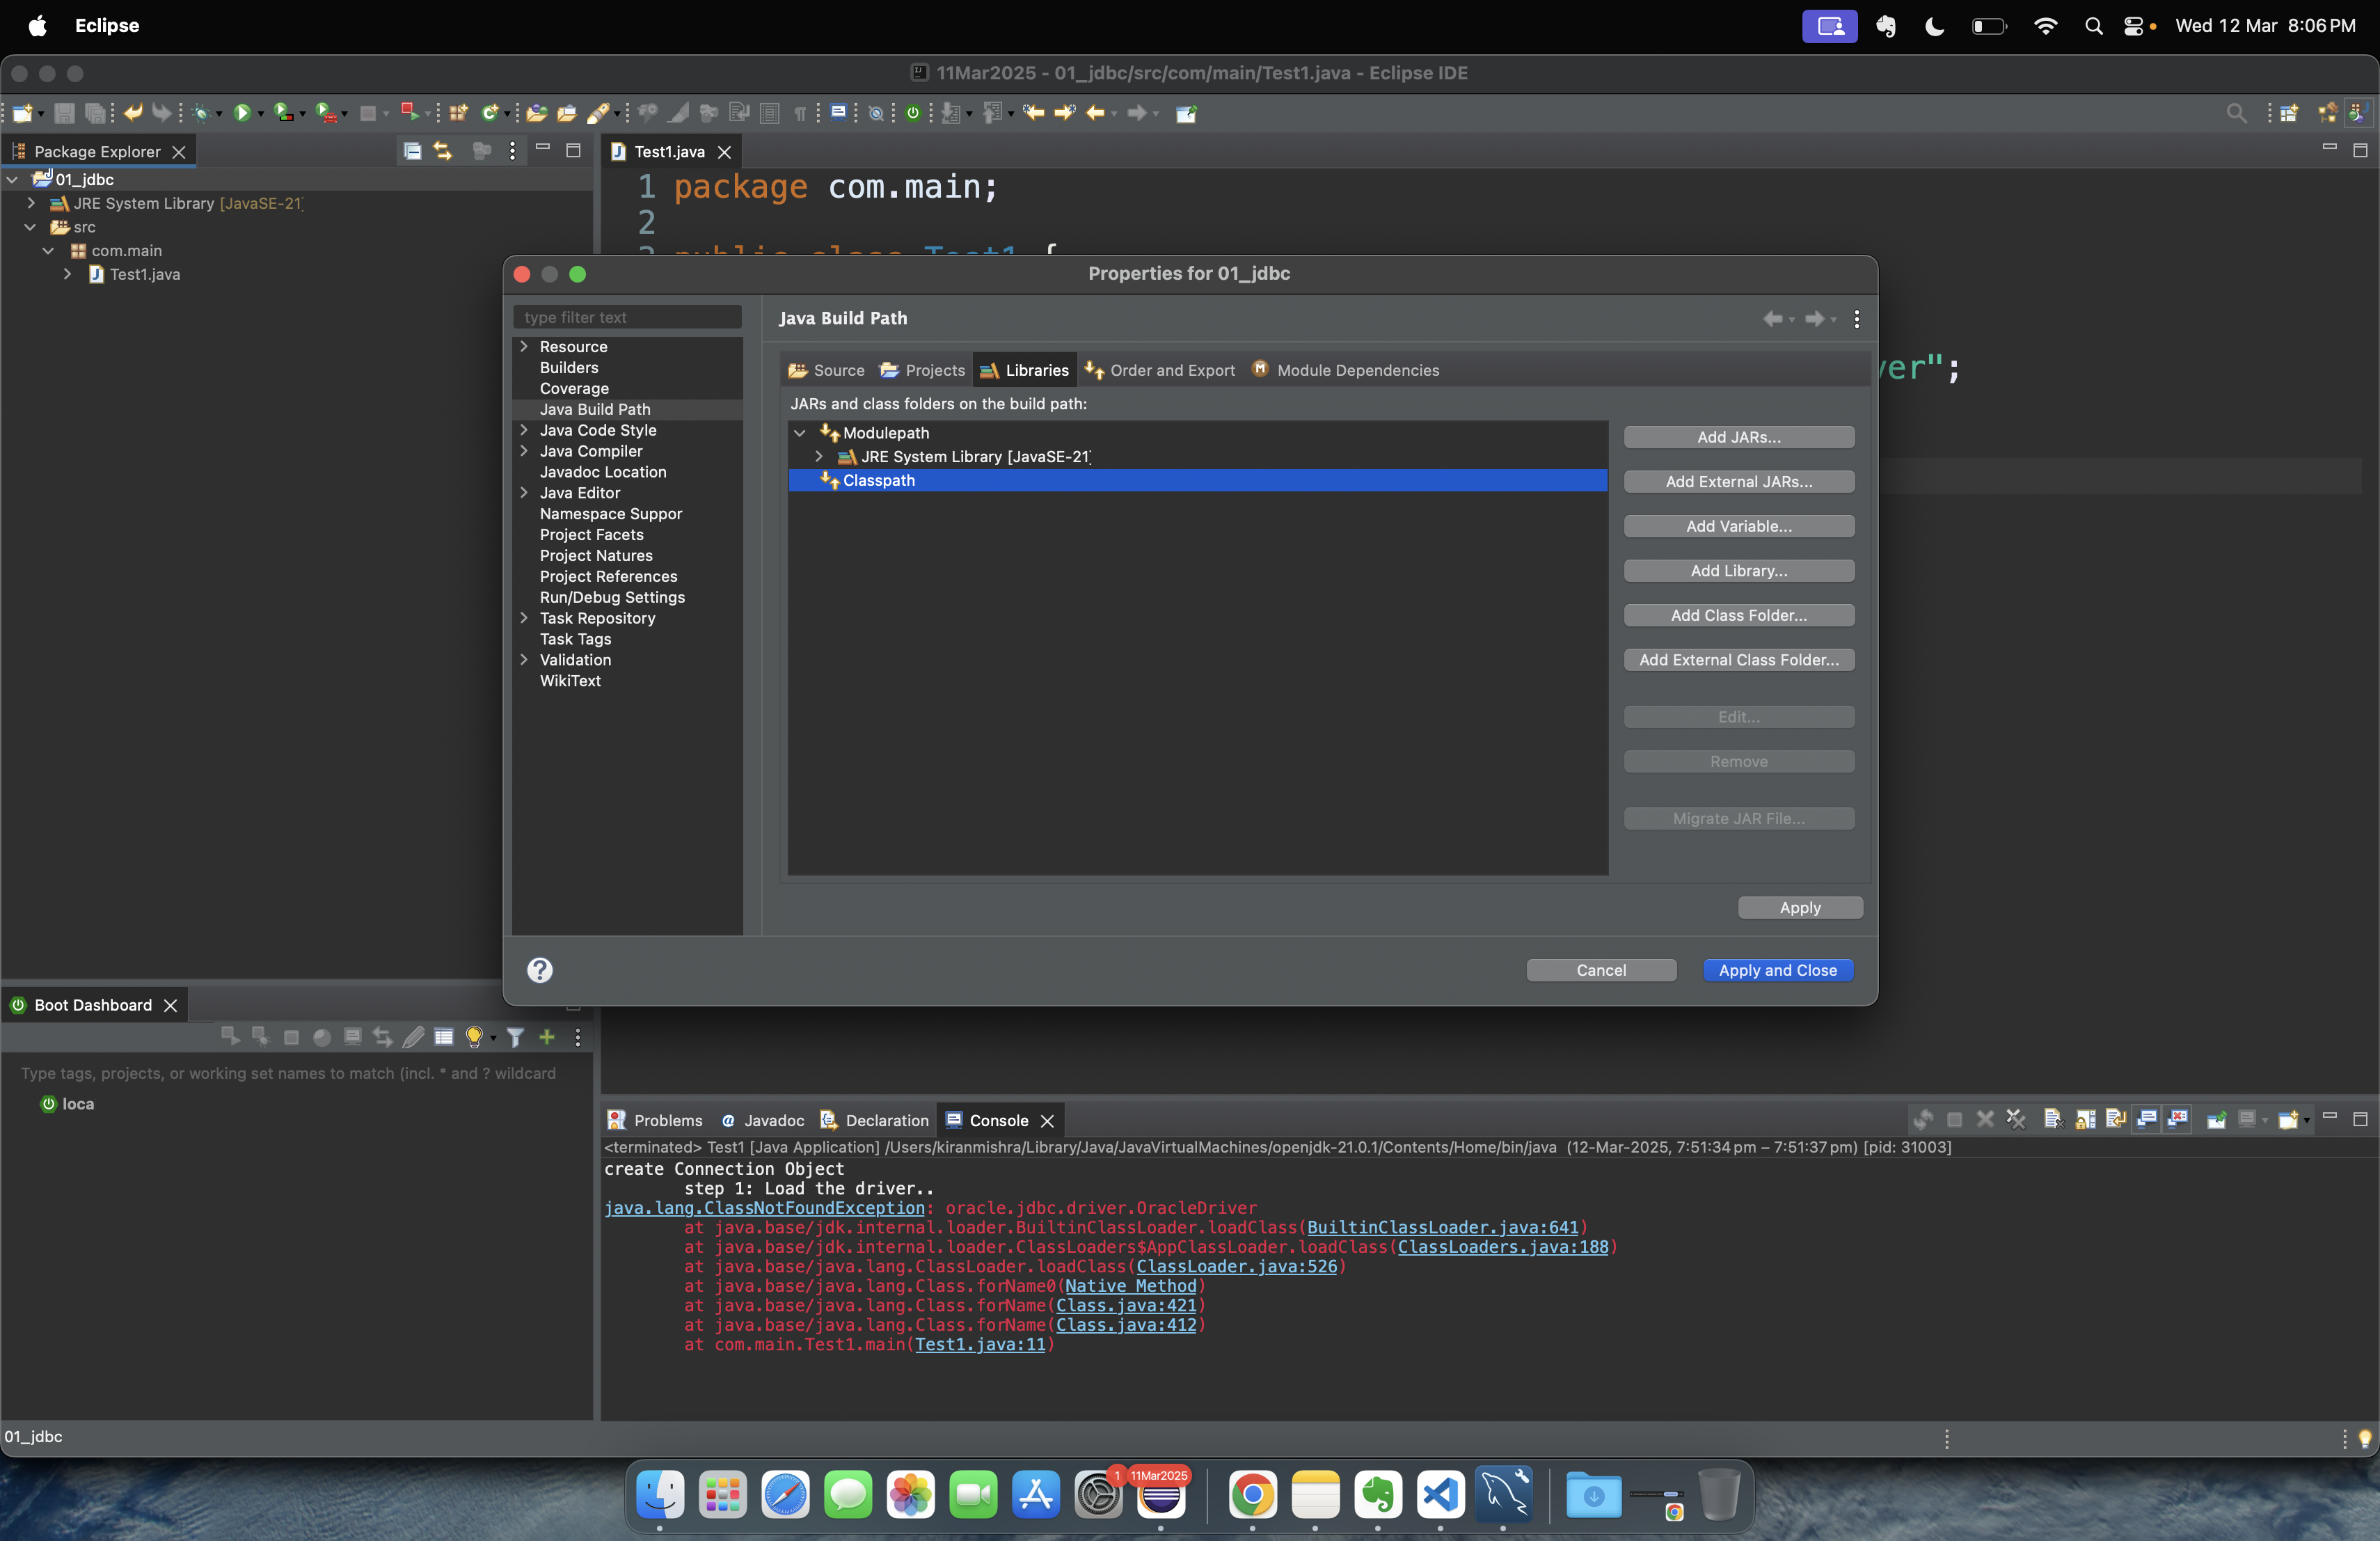 Eclipse
Wed 12 Mar 8:06 PM
11Mar2025 - 01_jdbc/src/com/main/Test1.java - Eclipse IDE
Package Explorer
01_jdbc
JRE System Library [JavaSE-21]
src
com.main
Test1.java
Test1.java
1 package com.main;
2
ver";
Properties for 01_jdbc
type filter text
Resource
Builders
Coverage
Java Build Path
Java Code Style
Java Compiler
Javadoc Location
Java Editor
Namespace Suppor
Project Facets
Project Natures
Project References
Run/Debug Settings
Task Repository
Task Tags
Validation
WikiText
Java Build Path
Source Projects Libraries Order and Export Module Dependencies
JARs and class folders on the build path:
Modulepath
JRE System Library [JavaSE-21]
Classpath
Add JARs...
Add External JARs...
Add Variable...
Add Library...
Add Class Folder...
Add External Class Folder...
Edit...
Remove
Migrate JAR File...
Apply
Cancel
Apply and Close
Boot Dashboard
Type tags, projects, or working set names to match (incl. * and ? wildcard
loca
Problems Javadoc Declaration Console
<terminated> Test1 [Java Application] /Users/kiranmishra/Library/Java/JavaVirtualMachines/openjdk-21.0.1/Contents/Home/bin/java (12-Mar-2025, 7:51:34 pm – 7:51:37 pm) [pid: 31003]
create Connection Object
step 1: Load the driver..
java.lang.ClassNotFoundException: oracle.jdbc.driver.OracleDriver
at java.base/jdk.internal.loader.BuiltinClassLoader.loadClass(BuiltinClassLoader.java:641)
at java.base/jdk.internal.loader.ClassLoaders$AppClassLoader.loadClass(ClassLoaders.java:188)
at java.base/java.lang.ClassLoader.loadClass(ClassLoader.java:526)
at java.base/java.lang.Class.forName0(Native Method)
at java.base/java.lang.Class.forName(Class.java:421)
at java.base/java.lang.Class.forName(Class.java:412)
at com.main.Test1.main(Test1.java:11)
01_jdbc
1
11Mar2025